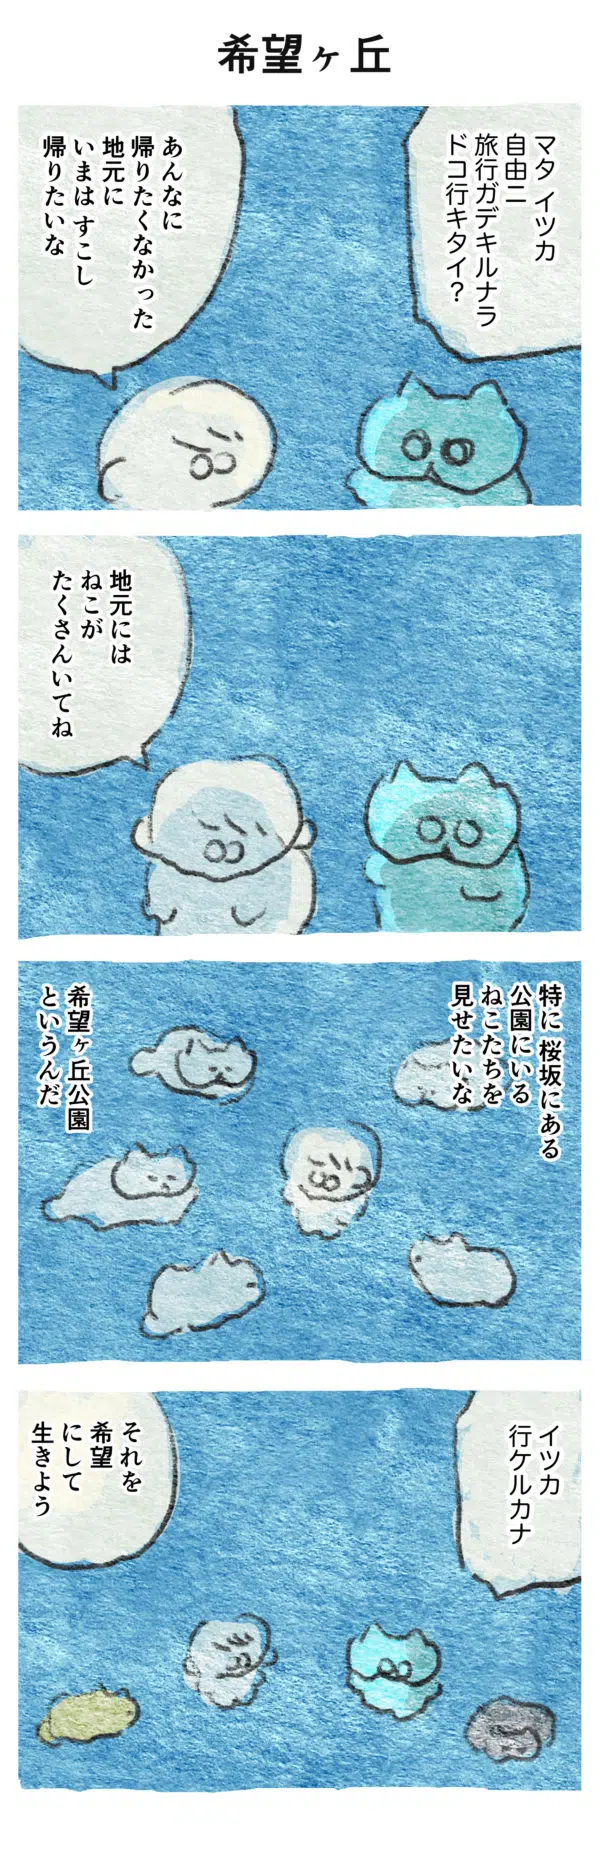 希望ヶ丘
マタ イツカ
自由ニ
旅行ガデキルナラ
ドコ行キタイ？
あんなに
帰りたくなかった
地元に
いまは すこし
帰りたいな
地元には
ねこが
たくさんいてね
特に 桜坂にある
公園にいる
ねこたちを
見せたいな
希望ヶ丘公園
というんだ
イツカ
行ケルカナ
それを
希望
にして
生きよう